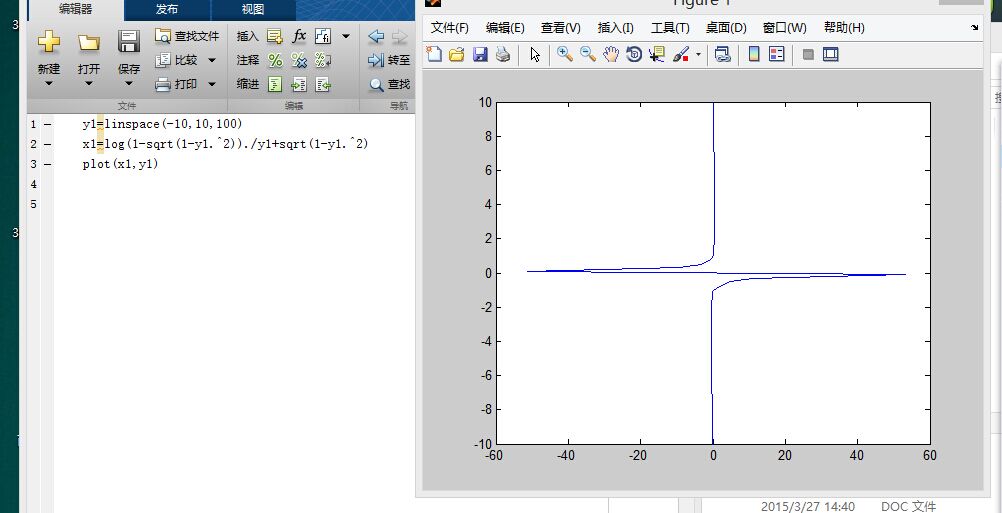 编辑器 发布 视图
新建 打开 保存 查找文件 比较 打印
文件
插入 fx 注释 缩进
编辑
转至 查找
导航
1 y1=linspace(-10,10,100)
2 x1=log(1-sqrt(1-y1.^2))./y1+sqrt(1-y1.^2)
3 plot(x1,y1)
4
5
Figure 1
文件(F) 编辑(E) 查看(V) 插入(I) 工具(T) 桌面(D) 窗口(W) 帮助(H)
10
8
6
4
2
0
-2
-4
-6
-8
-10
-60 -40 -20 0 20 40 60
2015/3/27 14:40 DOC 文件